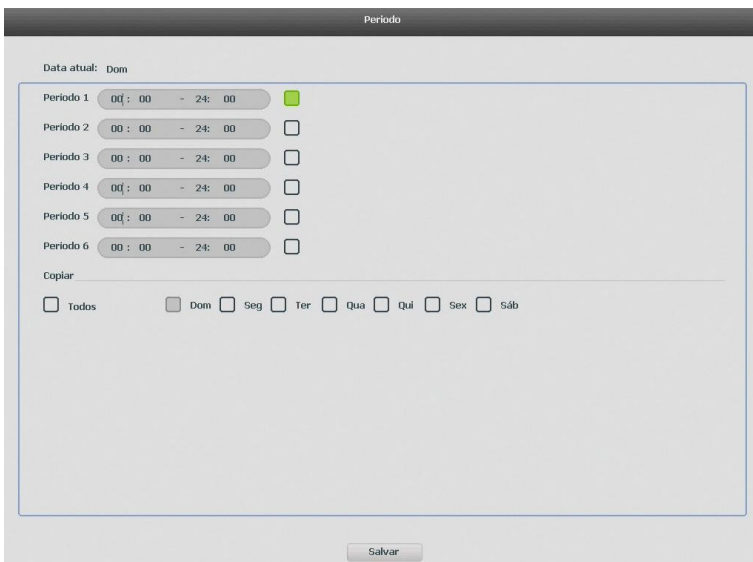 Período
Data atual: Dom
Período 1 00 : 00 - 24: 00
Período 2 00 : 00 - 24: 00
Período 3 00 : 00 - 24: 00
Período 4 00 : 00 - 24: 00
Período 5 00 : 00 - 24: 00
Período 6 00 : 00 - 24: 00
Copiar
Todos Dom Seg Ter Qua Qui Sex Sáb
Salvar